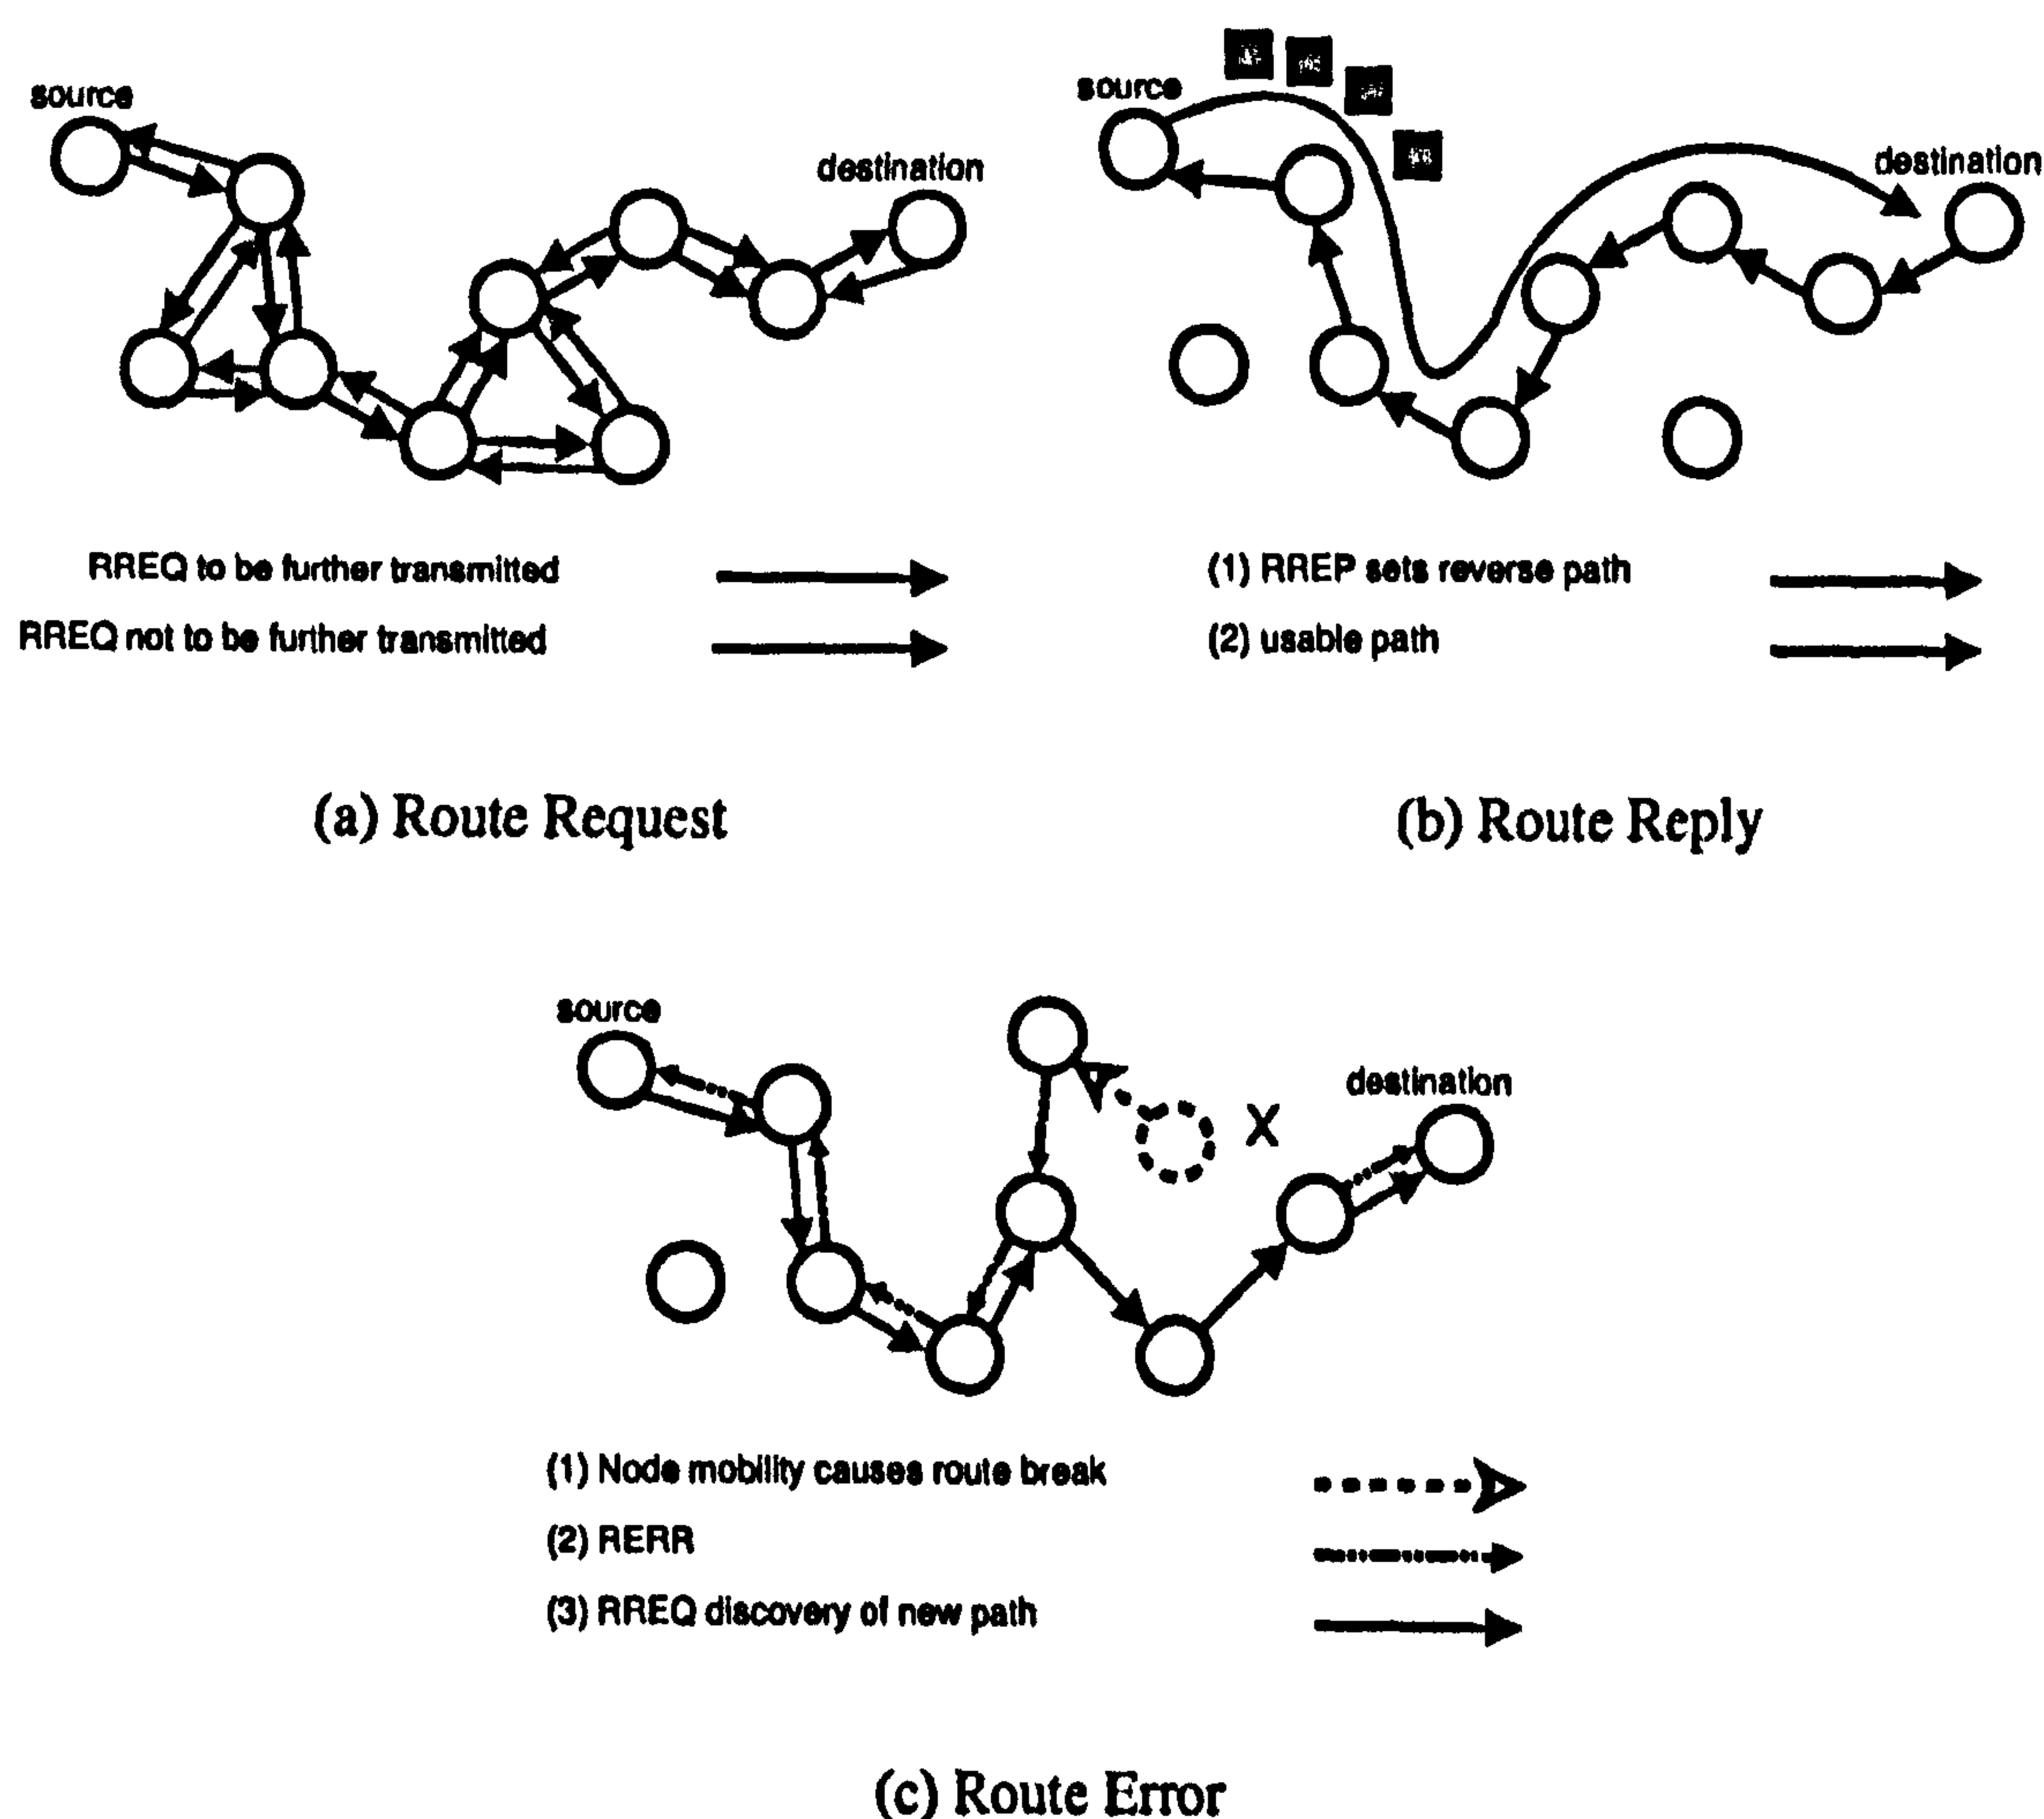 source
destination
RREQ to be further transmitted
RREQ not to be further transmitted
(a) Route Request
source
destination
(1) RREP sets reverse path
(2) usable path
(b) Route Reply
source
X
destination
(1) Node mobility causes route break
(2) RERR
(3) RREQ discovery of new path
(c) Route Error